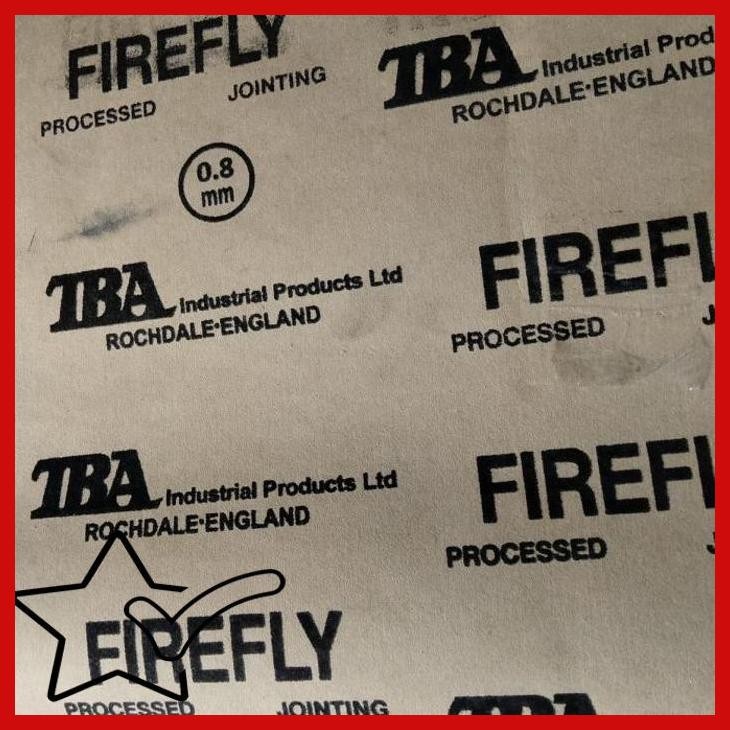 FIREFLY
PROCESSED JOINTING
TBA Industrial Prod
ROCHDALE·ENGLAND
0.8
mm
TBA Industrial Products Ltd
ROCHDALE·ENGLAND
FIREFL
PROCESSED J
TBA Industrial Products Ltd
ROCHDALE·ENGLAND
FIREFL
PROCESSED J
FIREFLY
PROCESSED JOINTING
TBA